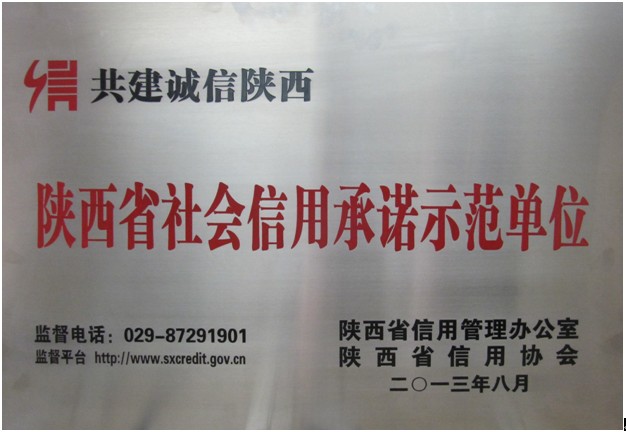 共建诚信陕西
陕西省社会信用承诺示范单位
监督电话：029-87291901
监督平台 http://www.sxcredit.gov.cn
陕西省信用管理办公室
陕西省信用协会
二〇一三年八月